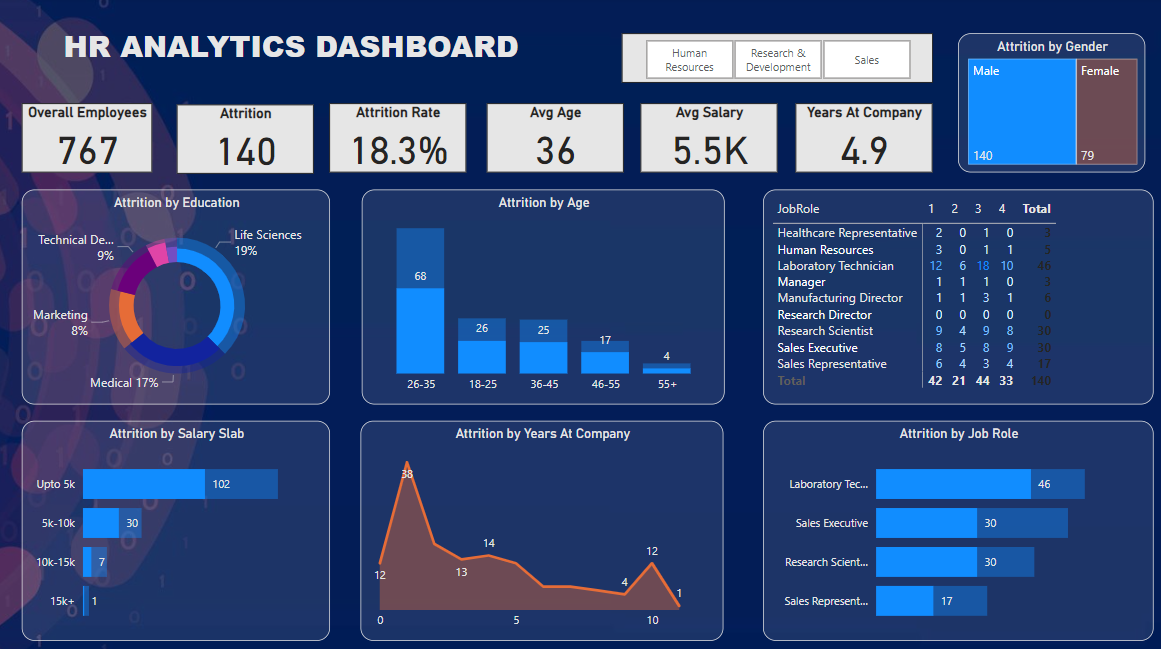 HR ANALYTICS DASHBOARD
Human
Resources
Research &
Development
Sales
Attrition by Gender
Male
Female
140
79
Overall Employees
767
Attrition
140
Attrition Rate
18.3%
Avg Age
36
Avg Salary
5.5K
Years At Company
4.9
Attrition by Education
Technical De...
9%
Life Sciences
19%
Marketing
8%
Medical 17%
Attrition by Age
68
26
25
17
4
26-35 18-25 36-45 46-55 55+
JobRole 1 2 3 4 Total
Healthcare Representative 2 0 1 0 3
Human Resources 3 0 1 1 5
Laboratory Technician 12 6 18 10 46
Manager 1 1 1 0 3
Manufacturing Director 1 1 3 1 6
Research Director 0 0 0 0 0
Research Scientist 9 4 9 8 30
Sales Executive 8 5 8 9 30
Sales Representative 6 4 3 4 17
Total 42 21 44 33 140
Attrition by Salary Slab
Upto 5k 102
5k-10k 30
10k-15k 7
15k+ 1
Attrition by Years At Company
38
12
13
14
4
12
1
0 5 10
Attrition by Job Role
Laboratory Tec... 46
Sales Executive 30
Research Scient... 30
Sales Represent... 17